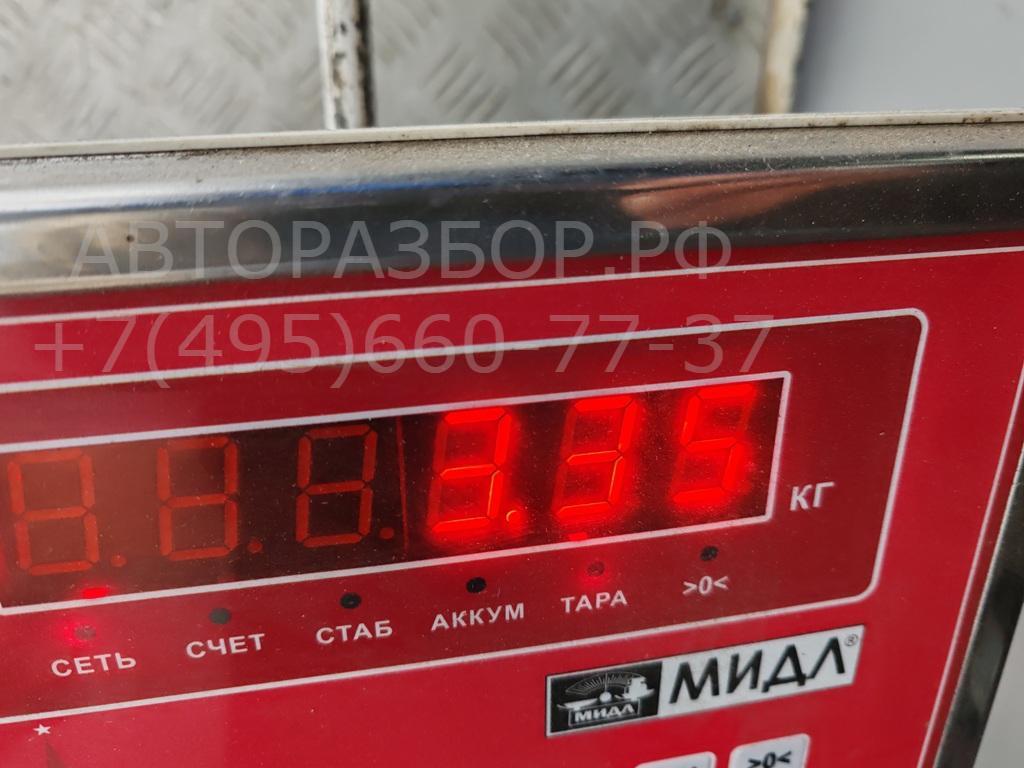 АВТОРАЗБОР.РФ
+7(495)660-77-37
3.35 КГ
СЕТЬ СЧЕТ СТАБ АККУМ ТАРА >0<
МИДЛ МИДЛ®
>0<